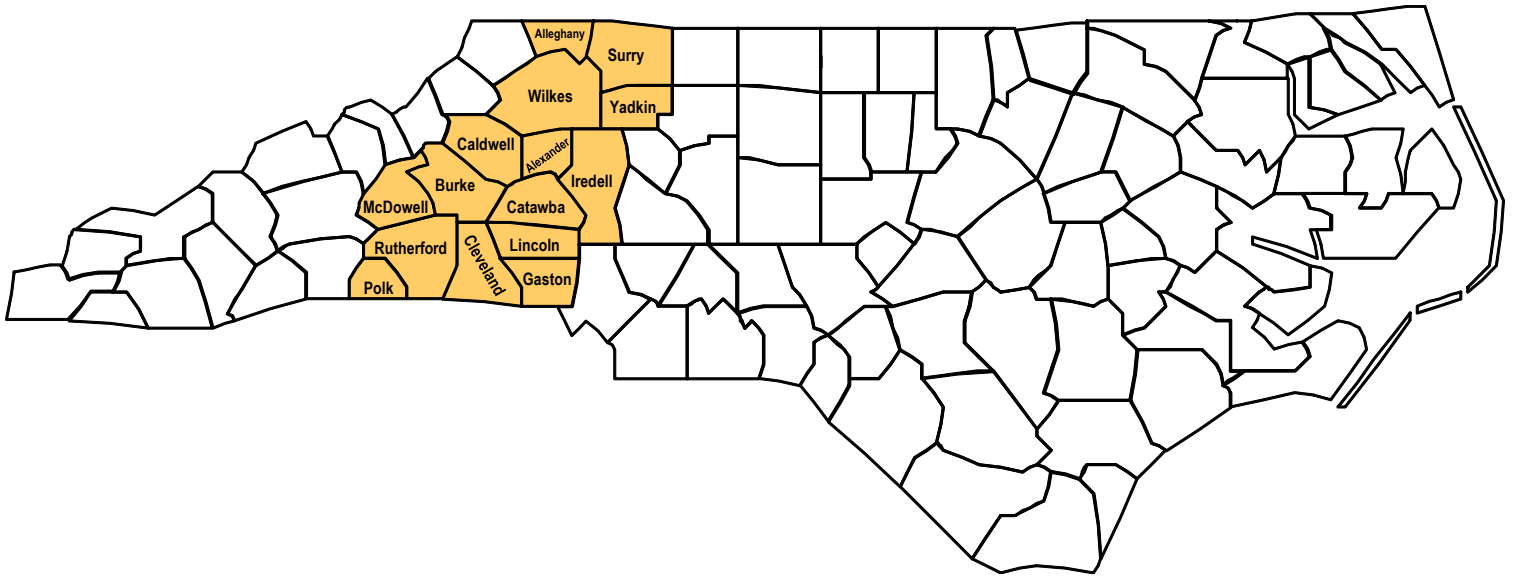 Alleghany
Surry
Wilkes
Yadkin
Caldwell
Alexander
Iredell
Burke
McDowell
Catawba
Rutherford
Cleveland
Lincoln
Gaston
Polk